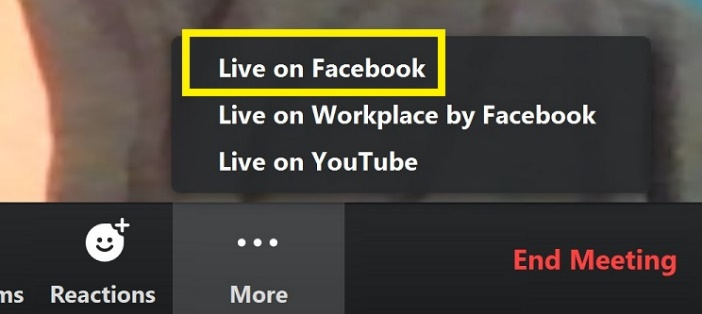 Live on Facebook
Live on Workplace by Facebook
Live on YouTube
End Meeting
ms Reactions More